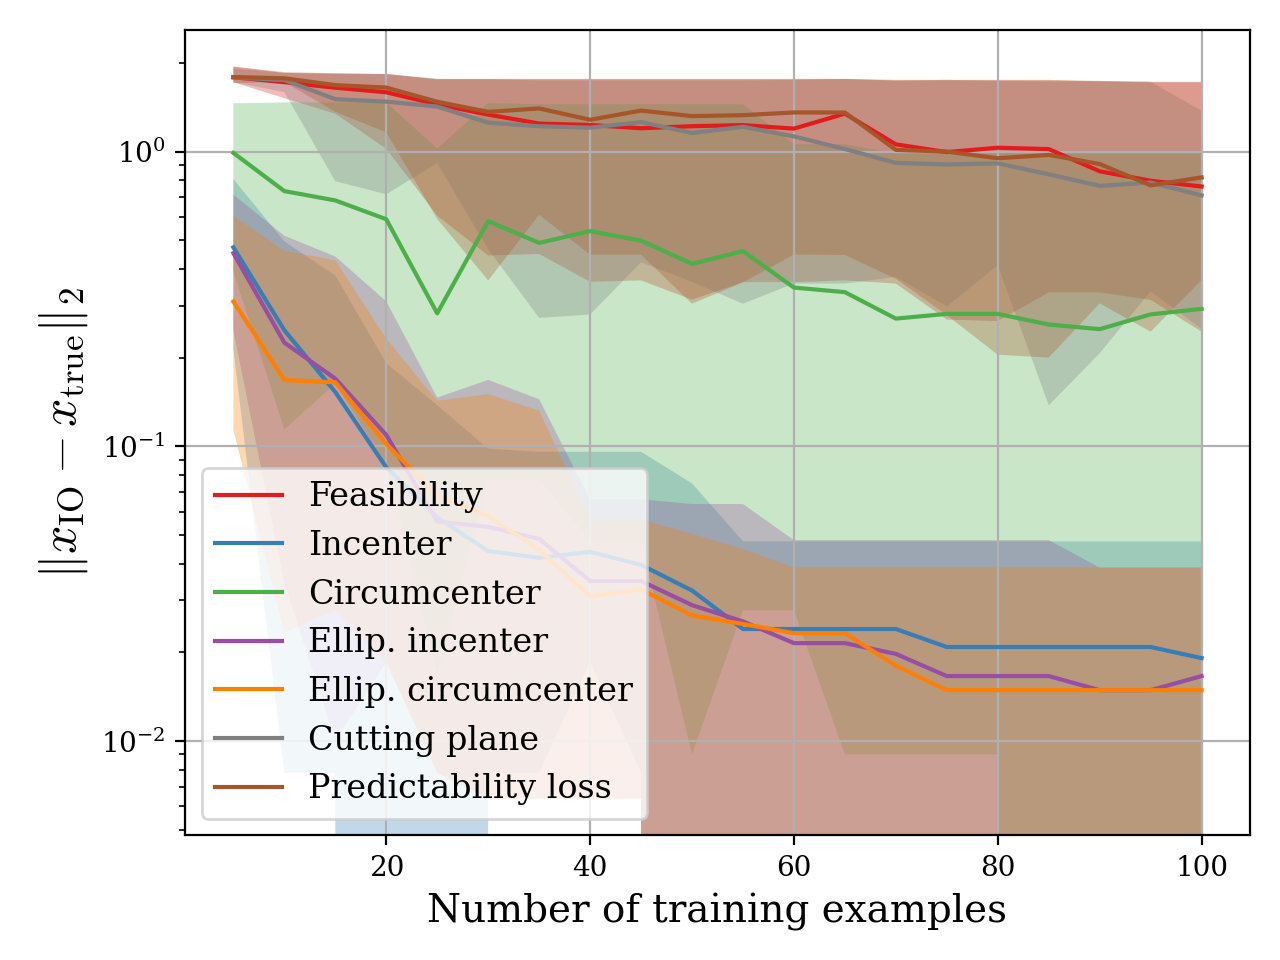 10⁰
10⁻¹
10⁻²
||x_IO − x_true||₂
Feasibility
Incenter
Circumcenter
Ellip. incenter
Ellip. circumcenter
Cutting plane
Predictability loss
20 40 60 80 100
Number of training examples